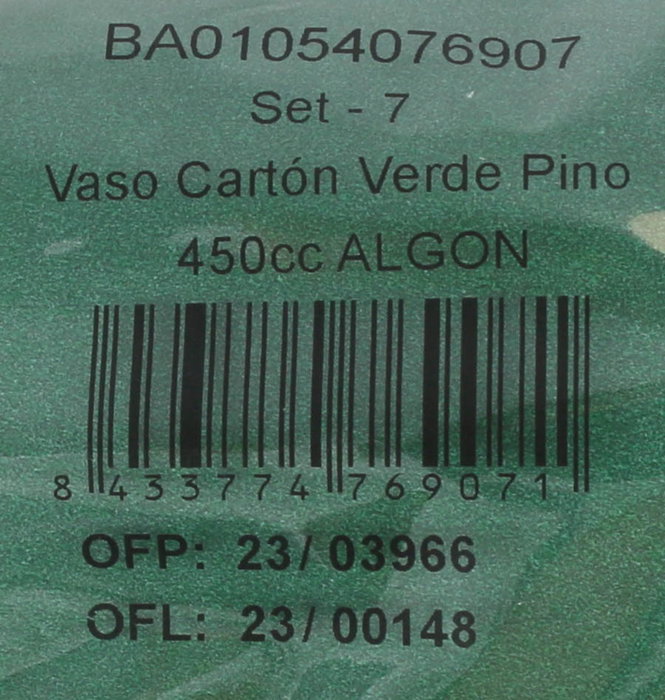 BA01054076907
Set - 7
Vaso Cartón Verde Pino
450cc ALGON
8 433774 769071
OFP: 23/03966
OFL: 23/00148